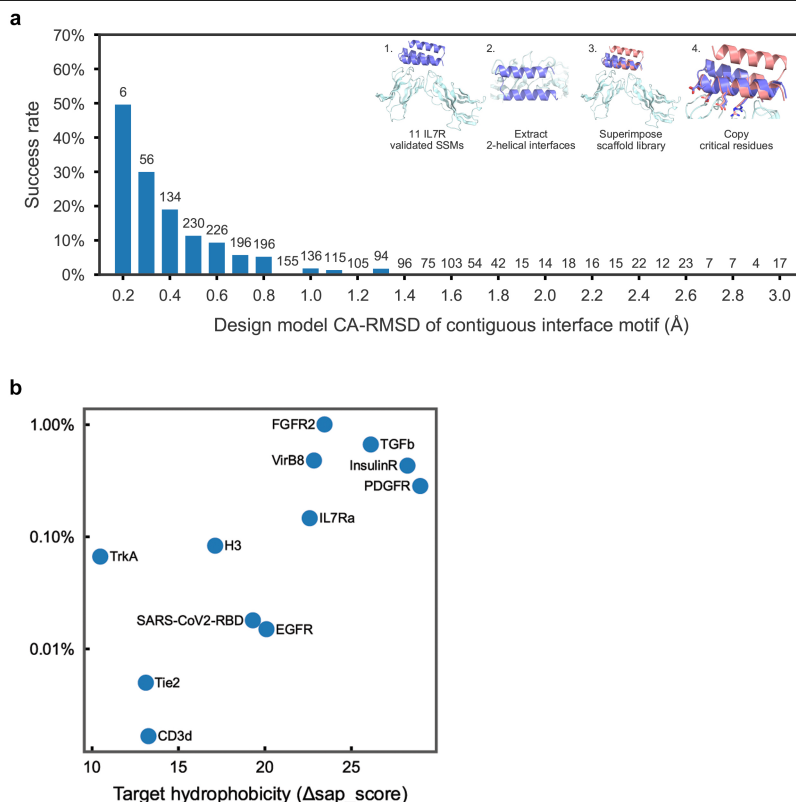 a
70%
60%
50%
40%
30%
20%
10%
0%
Success rate
6
56
134
230
226
196
196
155
136
115
105
94
96
75
103
54
42
15
14
18
16
15
22
12
23
7
7
4
17
1.
2.
3.
4.
11 IL7R
validated SSMs
Extract
2-helical interfaces
Superimpose
scaffold library
Copy
critical residues
0.2 0.4 0.6 0.8 1.0 1.2 1.4 1.6 1.8 2.0 2.2 2.4 2.6 2.8 3.0
Design model CA-RMSD of contiguous interface motif (Å)
b
1.00%
0.10%
0.01%
FGFR2
TGFb
VirB8
InsulinR
PDGFR
IL7Ra
H3
TrkA
SARS-CoV2-RBD
EGFR
Tie2
CD3d
10 15 20 25
Target hydrophobicity (Δsap_score)